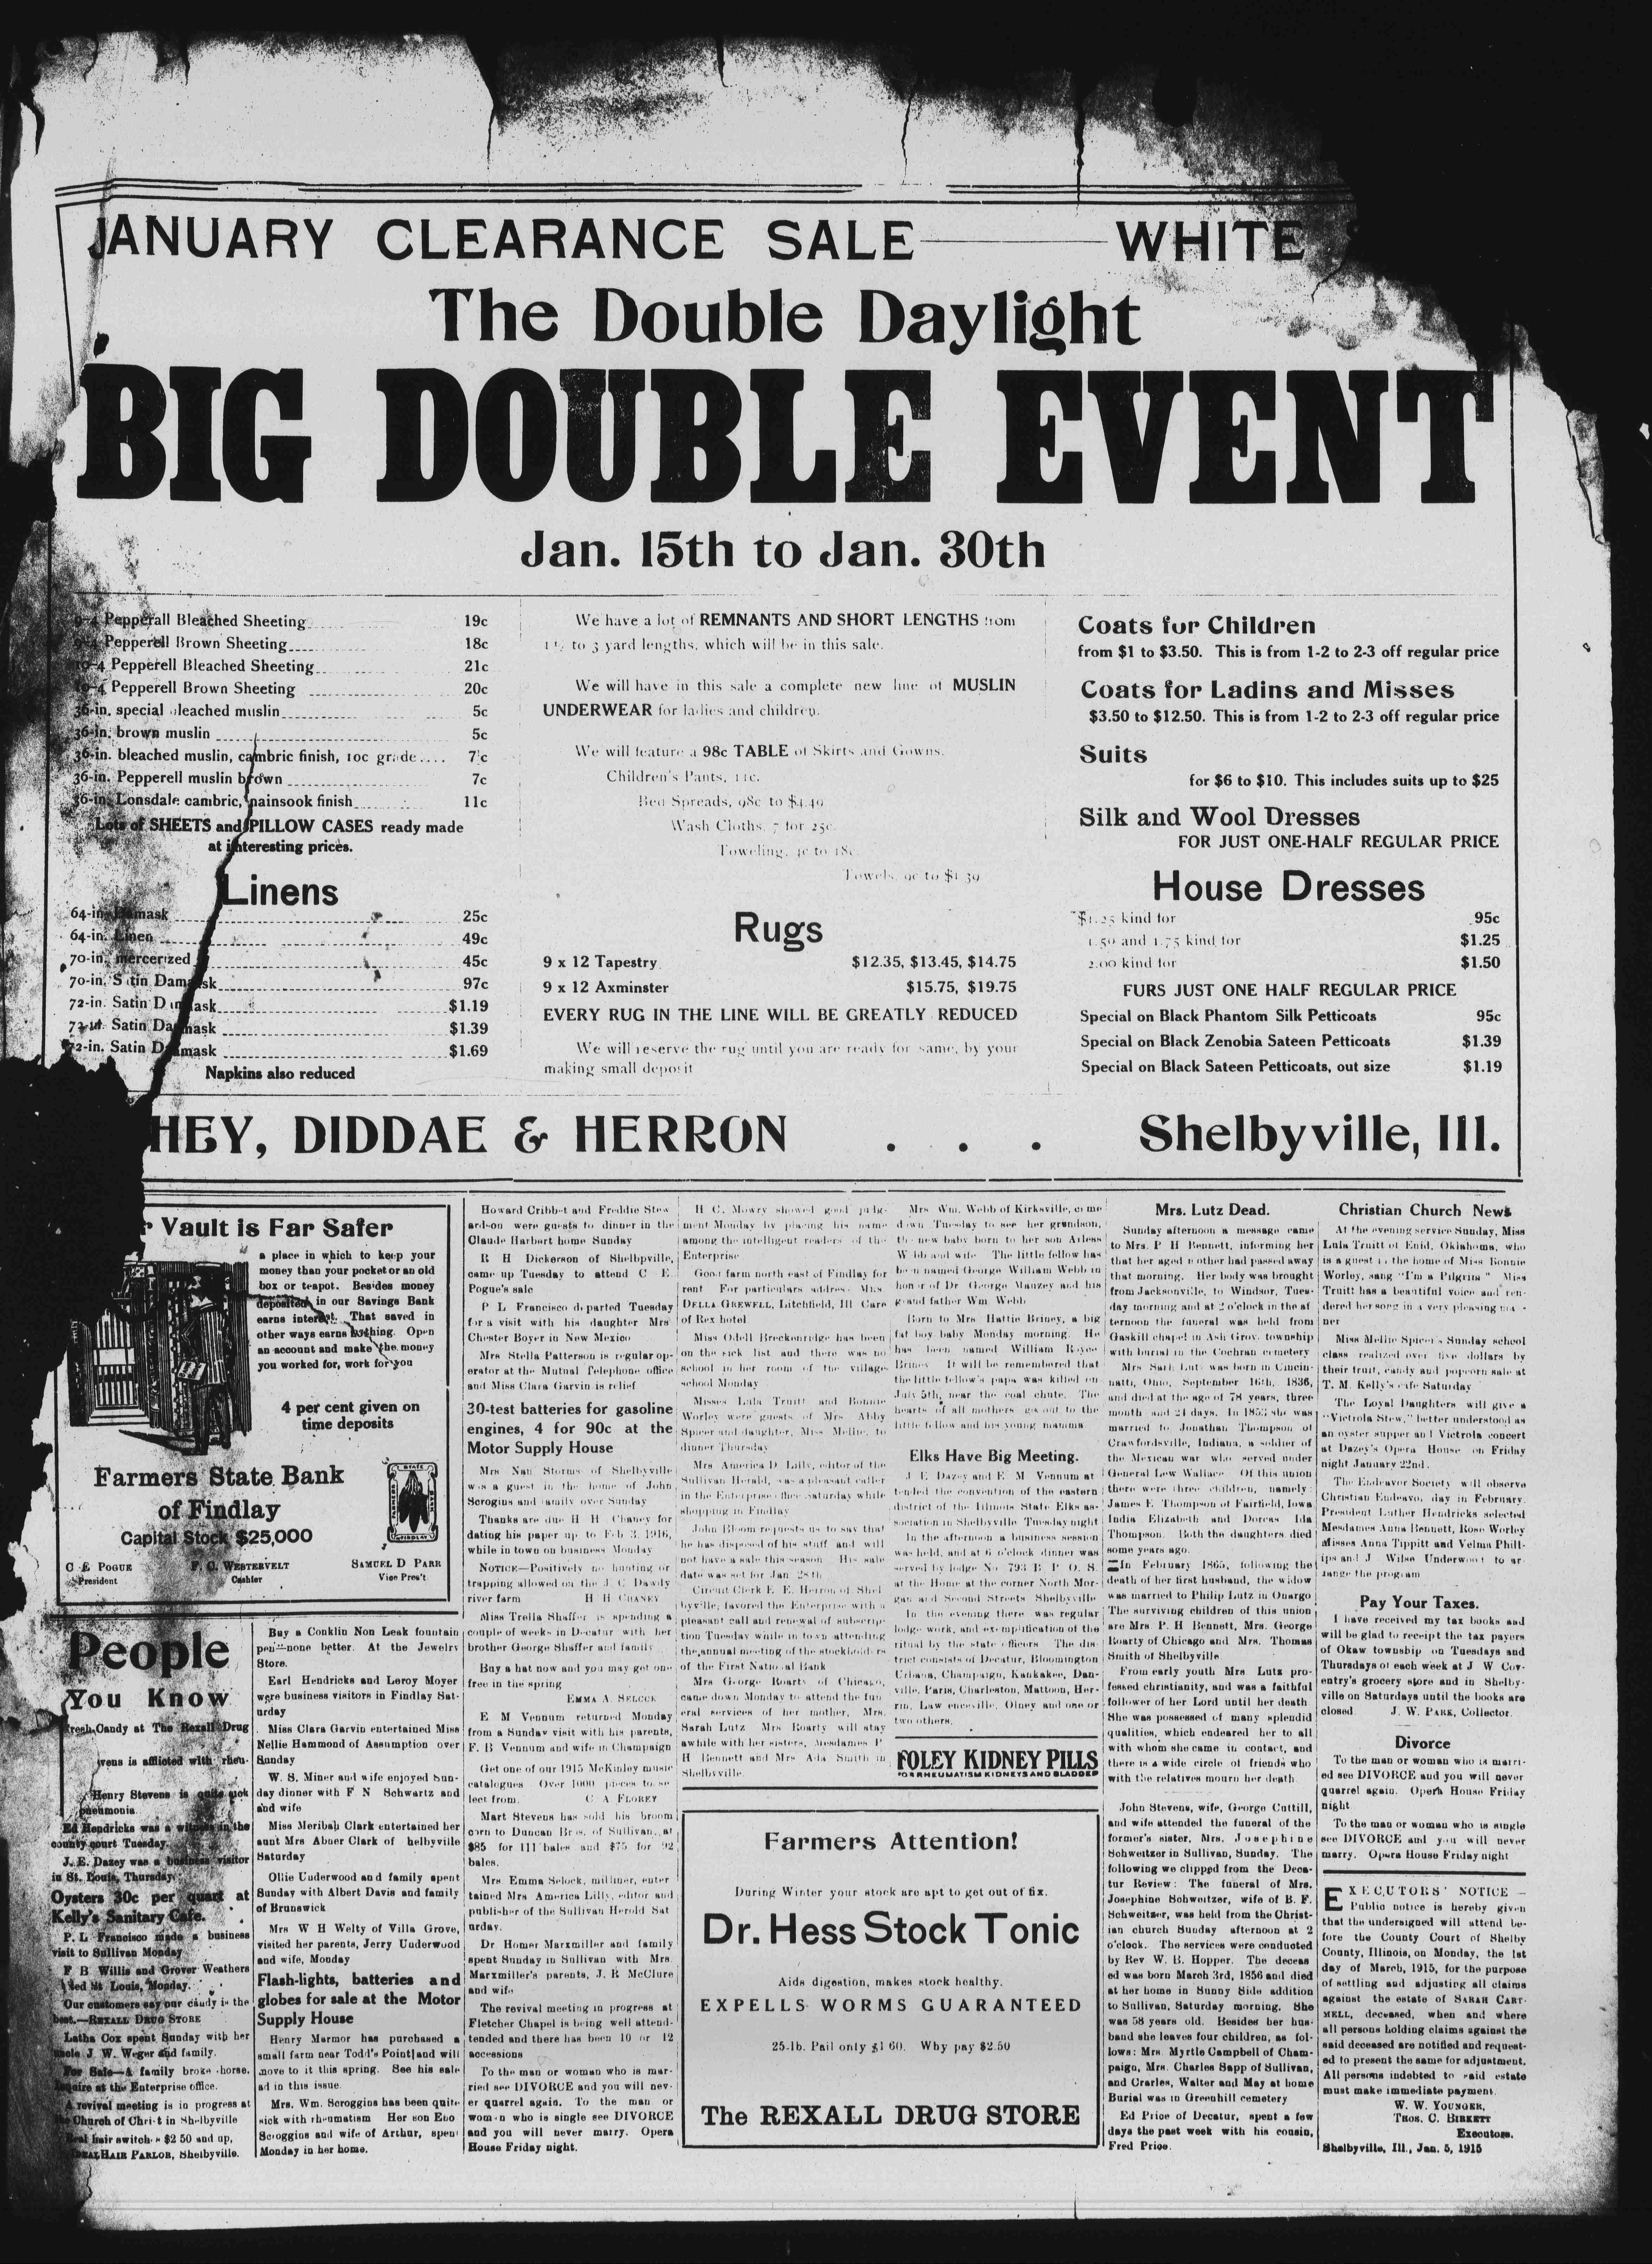 JANUARY CLEARANCE SALE WHITE
The Double Daylight
BIG DOUBLE EVENT
Jan. 15th to Jan. 30th
Pepperall Bleached Sheeting 19c
Pepperell Brown Sheeting 18c
Pepperell Bleached Sheeting 21c
Pepperell Brown Sheeting 20c
36-in. special bleached muslin 5c
36-in. brown muslin 5c
36-in. bleached muslin, cambric finish, 10c grade 7½c
36-in. Pepperell muslin brown 7c
36-in. Lonsdale cambric, nainsook finish 11c
Lots of SHEETS and PILLOW CASES ready made
at interesting prices.
Linens
64-in. Damask 25c
64-in. Linen 49c
70-in. mercerized 45c
70-in. Satin Damask 97c
72-in. Satin Damask $1.19
72-in. Satin Damask $1.39
72-in. Satin Damask $1.69
Napkins also reduced
We have a lot of REMNANTS AND SHORT LENGTHS from
1½ to 3 yard lengths, which will be in this sale.
We will have in this sale a complete new line of MUSLIN
UNDERWEAR for ladies and children.
We will feature a 98c TABLE of Skirts and Gowns.
Children's Pants, 11c.
Bed Spreads, 98c to $4.49
Wash Cloths, 7 for 25c.
Toweling, 4c to 18c.
Towels, 9c to $1.39
Rugs
9 x 12 Tapestry $12.35, $13.45, $14.75
9 x 12 Axminster $15.75, $19.75
EVERY RUG IN THE LINE WILL BE GREATLY REDUCED
We will reserve the rug until you are ready for same, by your
making small deposit
Coats for Children
from $1 to $3.50. This is from 1-2 to 2-3 off regular price
Coats for Ladins and Misses
$3.50 to $12.50. This is from 1-2 to 2-3 off regular price
Suits
for $6 to $10. This includes suits up to $25
Silk and Wool Dresses
FOR JUST ONE-HALF REGULAR PRICE
House Dresses
$1.25 kind for 95c
1.50 and 1.75 kind for $1.25
2.00 kind for $1.50
FURS JUST ONE HALF REGULAR PRICE
Special on Black Phantom Silk Petticoats 95c
Special on Black Zenobia Sateen Petticoats $1.39
Special on Black Sateen Petticoats, out size $1.19
HEY, DIDDAE & HERRON . . . Shelbyville, Ill.
Vault is Far Safer
a place in which to keep your
money than your pocket or an old
box or teapot. Besides money
deposited in our Savings Bank
earns interest. That saved in
other ways earns nothing. Open
an account and make the money
you worked for, work for you
4 per cent given on
time deposits
Farmers State Bank
of Findlay
Capital Stock $25,000
C E POGUE
President
F. C. WESTERVELT
Cashier
SAMUEL D PARR
Vice Pres't
People
You Know
Fresh Candy at The Rexall Drug
vens is afflicted with rheu-
Henry Stevens is quite sick
pneumonia.
Ed Hendricks was a witness in the
county court Tuesday.
J. E. Dazey was a business visitor
in St. Louis, Thursday.
Oysters 30c per quart at
Kelly's Sanitary Cafe.
P. L Francisco made a business
visit to Sullivan Monday
F B Willis and Grover Weathers
ted St Louis, Monday.
Our customers say our candy is the
best.—REXALL DRUG STORE
Latha Cox spent Sunday with her
uncle J. W. Weger and family.
For Sale—A family broke horse.
Inquire at the Enterprise office.
A revival meeting is in progress at
the Church of Christ in Shelbyville
Real hair switches $2 50 and up,
IDEAL HAIR PARLOR, Shelbyville.
Buy a Conklin Non Leak fountain
pen—none better. At the Jewelry
Store.
Earl Hendricks and Leroy Moyer
were business visitors in Findlay Sat-
urday
Miss Clara Garvin entertained Miss
Nellie Hammond of Assumption over
Sunday
W. S. Miner and wife enjoyed Sun-
day dinner with F N Schwartz and
and wife
Miss Meribah Clark entertained her
aunt Mrs Abner Clark of helbyville
Saturday
Ollie Underwood and family spent
Sunday with Albert Davis and family
of Brunswick
Mrs W H Welty of Villa Grove,
visited her parents, Jerry Underwood
and wife, Monday
Flash-lights, batteries and
globes for sale at the Motor
Supply House
Henry Marmor has purchased a
small farm near Todd's Point and will
move to it this spring. See his sale
ad in this issue.
Mrs. Wm. Scroggins has been quite
sick with rheumatism Her son Ebo
Scroggins and wife of Arthur, spent
Monday in her home.
Howard Cribbet and Freddie Stew
ardson were guests to dinner in the
Claude Harbert home Sunday
R H Dickerson of Shelbpville,
came up Tuesday to attend C E.
Pogue's sale
P L Francisco departed Tuesday
for a visit with his daughter Mrs
Chester Boyer in New Mexico
Mrs Stella Patterson is regular op-
erator at the Mutual Telephone office
and Miss Clara Garvin is relief
30-test batteries for gasoline
engines, 4 for 90c at the
Motor Supply House
Mrs Nan Storms of Shelbyville
was a guest in the home of John
Scrogins and family over Sunday
Thanks are due H H Chaney for
dating his paper up to Feb 3, 1916,
while in town on business Monday
NOTICE—Positively no hunting or
trapping allowed on the J C Dawdy
river farm H H CHANEY
Miss Trella Shaffer is spending a
couple of weeks in Decatur with her
brother George Shaffer and family
Buy a hat now and you may get one
free in the spring
EMMA A. SELOCK
E M Vennum returned Monday
from a Sunday visit with his parents,
F. B Vennum and wife in Champaign
Get one of our 1915 McKinley music
catalogues Over 1000 pieces to se
lect from. C A FLOREY
Mart Stevens has sold his broom
corn to Duncan Bros. of Sullivan, at
$85 for 111 bales and $75 for 92
bales.
Mrs Emma Selock, milliner, enter
tained Mrs America Lilly, editor and
publisher of the Sullivan Herold Sat
urday.
Dr Homer Marxmiller and family
spent Sunday in Sullivan with Mrs.
Marxmiller's parents, J. R McClure
and wife
The revival meeting in progress at
Fletcher Chapel is being well attend-
tended and there has been 10 or 12
accessions
To the man or woman who is mar-
ried see DIVORCE and you will nev-
er quarrel again. To the man or
woman who is single see DIVORCE
and you will never marry. Opera
House Friday night.
H C. Mowry showed good judg-
ment Monday by placing his name
among the intelligent readers of the
Enterprise
Good farm north east of Findlay for
rent For particulars address Mrs
DELLA GREWELL, Litchfield, Ill Care
of Rex hotel
Miss Odell Breckenridge has been
on the sick list and there was no
school in her room of the village
school Monday
Misses Lula Truitt and Bonnie
Worley were guests of Mrs Abby
Spicer and daughter, Miss Mellie, to
dinner Thursday
Mrs America D Lilly, editor of the
Sullivan Herald, was a pleasant caller
in the Enterprise office Saturday while
shopping in Findlay
John Bloom requests us to say that
he has disposed of his stuff and will
not have a sale this season His sale
date was set for Jan 28th
Circuit Clerk F. E. Herron of Shel
byville, favored the Enterprise with a
pleasant call and renewal of subscrip
tion Tuesday while in town attending
the annual meeting of the stockholders
of the First National Bank
Mrs George Roarty of Chicago,
came down Monday to attend the fun
eral services of her mother, Mrs.
Sarah Lutz Mrs Roarty will stay
awhile with her sisters, Mesdames P
H Bennett and Mrs Ada Smith in
Shelbyville.
Mrs Wm. Webb of Kirksville, came
down Tuesday to see her grandson,
the new baby born to her son Arless
Webb and wife The little fellow has
been named George William Webb in
honor of Dr George Mauzey and his
grand father Wm Webb
Born to Mrs Hattie Briney, a big
fat boy baby Monday morning. He
has been named William Royce
Briney It will be remembered that
the little fellow's papa was killed on
July 5th, near the coal chute. The
hearts of all mothers go out to the
little fellow and his young mamma
Elks Have Big Meeting.
J E Dazey and E M Vennum at
tended the convention of the eastern
district of the Illinois State Elks as-
sociation in Shelbyville Tuesday night
In the afternoon a business session
was held, and at 6 o'clock dinner was
served by lodge No 793 B P O. S.
at the Home at the corner North Mor-
gan and Second Streets Shelbyville
In the evening there was regular
lodge work, and exemplification of the
ritual by the state officers The dis-
trict consists of Decatur, Bloomington
Urbana, Champaign, Kankakee, Dan-
ville, Paris, Charleston, Mattoon, Her-
rin, Lawrenceville, Olney and one or
two others.
FOLEY KIDNEY PILLS
FOR RHEUMATISM KIDNEYS AND BLADDER
Farmers Attention!
During Winter your stock are apt to get out of fix.
Dr. Hess Stock Tonic
Aids digestion, makes stock healthy.
EXPELLS WORMS GUARANTEED
25-lb. Pail only $1 60. Why pay $2.50
The REXALL DRUG STORE
Mrs. Lutz Dead.
Sunday afternoon a message came
to Mrs. P H Bennett, informing her
that her aged mother had passed away
that morning. Her body was brought
from Jacksonville, to Windsor, Tues-
day morning and at 2 o'clock in the af
ternoon the funeral was held from
Gaskill chapel in Ash Grove township
with burial in the Cochran cemetery
Mrs Sarh Lutz was born in Cincin-
natti, Ohio, September 16th, 1836,
and died at the age of 78 years, three
month and 24 days. In 1853 she was
married to Jonathan Thompson of
Crawfordsville, Indiana, a soldier of
the Mexican war who served under
General Lew Wallace Of this union
there were three children, namely:
James E Thompson of Fairfield, Iowa
India Elizabeth and Dorcas Ida
Thompson. Both the daughters died
some years ago.
In February 1865, following the
death of her first husband, the widow
was married to Philip Lutz in Onargo
The surviving children of this union
are Mrs P. H Bennett, Mrs. George
Roarty of Chicago and Mrs. Thomas
Smith of Shelbyville
From early youth Mrs Lutz pro-
fessed christianity, and was a faithful
follower of her Lord until her death
She was possessed of many splendid
qualities, which endeared her to all
with whom she came in contact, and
there is a wide circle of friends who
with the relatives mourn her death.
John Stevens, wife, George Cuttill,
and wife attended the funeral of the
former's sister, Mrs. Josephine
Schweitzer in Sullivan, Sunday. The
following we clipped from the Deca-
tur Review: The funeral of Mrs.
Josephine Schweitzer, wife of B. F.
Schweitzer, was held from the Christ-
ian church Sunday afternoon at 2
o'clock. The services were conducted
by Rev W. B. Hopper. The deceas
ed was born March 3rd, 1856 and died
at her home in Sunny Side addition
to Sullivan, Saturday morning. She
was 58 years old. Besides her hus-
band she leaves four children, as fol-
lows: Mrs. Myrtle Campbell of Cham-
paign, Mrs. Charles Sapp of Sullivan,
and Crarles, Walter and May at home
Burial was in Greenhill cemetery
Ed Price of Decatur, spent a few
days the past week with his cousin,
Fred Price.
Christian Church News
At the evening service Sunday, Miss
Lula Truitt of Enid, Oklahoma, who
is a guest in the home of Miss Bonnie
Worley, sang "I'm a Pilgrim" Miss
Truitt has a beautiful voice and ren-
dered her song in a very pleasing man-
ner
Miss Mellie Spicer's Sunday school
class realized over five dollars by
their fruit, candy and popcorn sale at
T. M. Kelly's cafe Saturday
The Loyal Daughters will give a
"Victrola Stew," better understood as
an oyster supper and Victrola concert
at Dazey's Opera House on Friday
night January 22nd.
The Endeavor Society will observe
Christian Endeavo, day in February.
President Luther Hendricks selected
Mesdames Anna Bennett, Rose Worley
Misses Anna Tippitt and Velma Phill-
ips and J Wilse Underwood to ar
range the program
Pay Your Taxes.
I have received my tax books and
will be glad to receipt the tax payers
of Okaw township on Tuesdays and
Thursdays of each week at J W Cov-
entry's grocery store and in Shelby-
ville on Saturdays until the books are
closed. J. W. PARK, Collector.
Divorce
To the man or woman who is marri-
ed see DIVORCE and you will never
quarrel again. Opera House Friday
night
To the man or woman who is single
see DIVORCE and you will never
marry. Opera House Friday night
EXECUTORS' NOTICE —
Public notice is hereby given
that the undersigned will attend be-
fore the County Court of Shelby
County, Illinois, on Monday, the 1st
day of March, 1915, for the purpose
of settling and adjusting all claims
against the estate of SARAH CART-
MELL, deceased, when and where
all persons holding claims against the
said deceased are notified and request-
ed to present the same for adjustment.
All persons indebted to said estate
must make immediate payment.
W. W. YOUNGER,
THOS. C. BIRKETT
Executors.
Shelbyville, Ill., Jan. 5, 1915